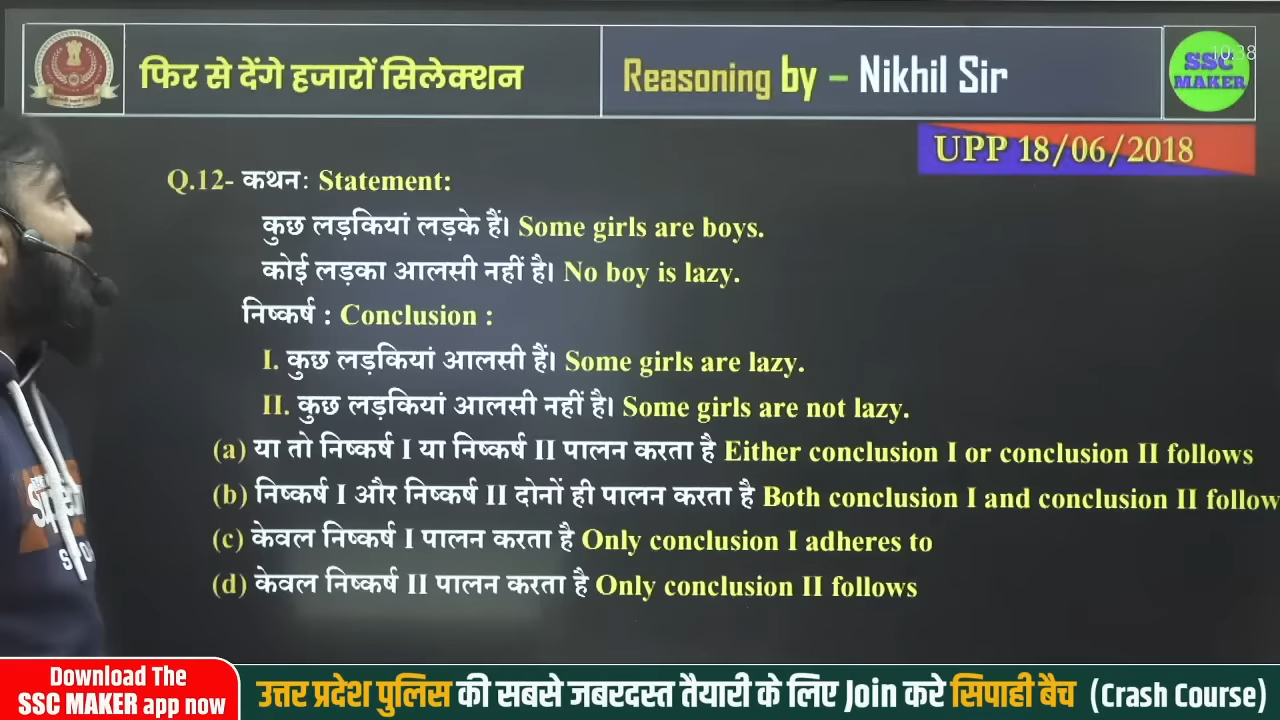 फिर से देंगे हजारों सिलेक्शन
Reasoning by – Nikhil Sir
SSC MAKER
10:38
UPP 18/06/2018
Q.12- कथन: Statement:
कुछ लड़कियां लड़के हैं। Some girls are boys.
कोई लड़का आलसी नहीं है। No boy is lazy.
निष्कर्ष : Conclusion :
I. कुछ लड़कियां आलसी हैं। Some girls are lazy.
II. कुछ लड़कियां आलसी नहीं है। Some girls are not lazy.
(a) या तो निष्कर्ष I या निष्कर्ष II पालन करता है Either conclusion I or conclusion II follows
(b) निष्कर्ष I और निष्कर्ष II दोनों ही पालन करता है Both conclusion I and conclusion II follow
(c) केवल निष्कर्ष I पालन करता है Only conclusion I adheres to
(d) केवल निष्कर्ष II पालन करता है Only conclusion II follows
Download The
SSC MAKER app now
उत्तर प्रदेश पुलिस की सबसे जबरदस्त तैयारी के लिए Join करे सिपाही बैच (Crash Course)